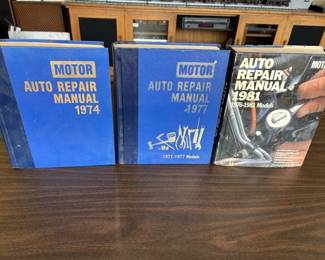 MOTOR
AUTO REPAIR
MANUAL
1974
MOTOR
AUTO REPAIR
MANUAL
1977
1971-1977 Models
MOT
AUTO
REPAIR
MANUAL
1981
1976-1981 Models